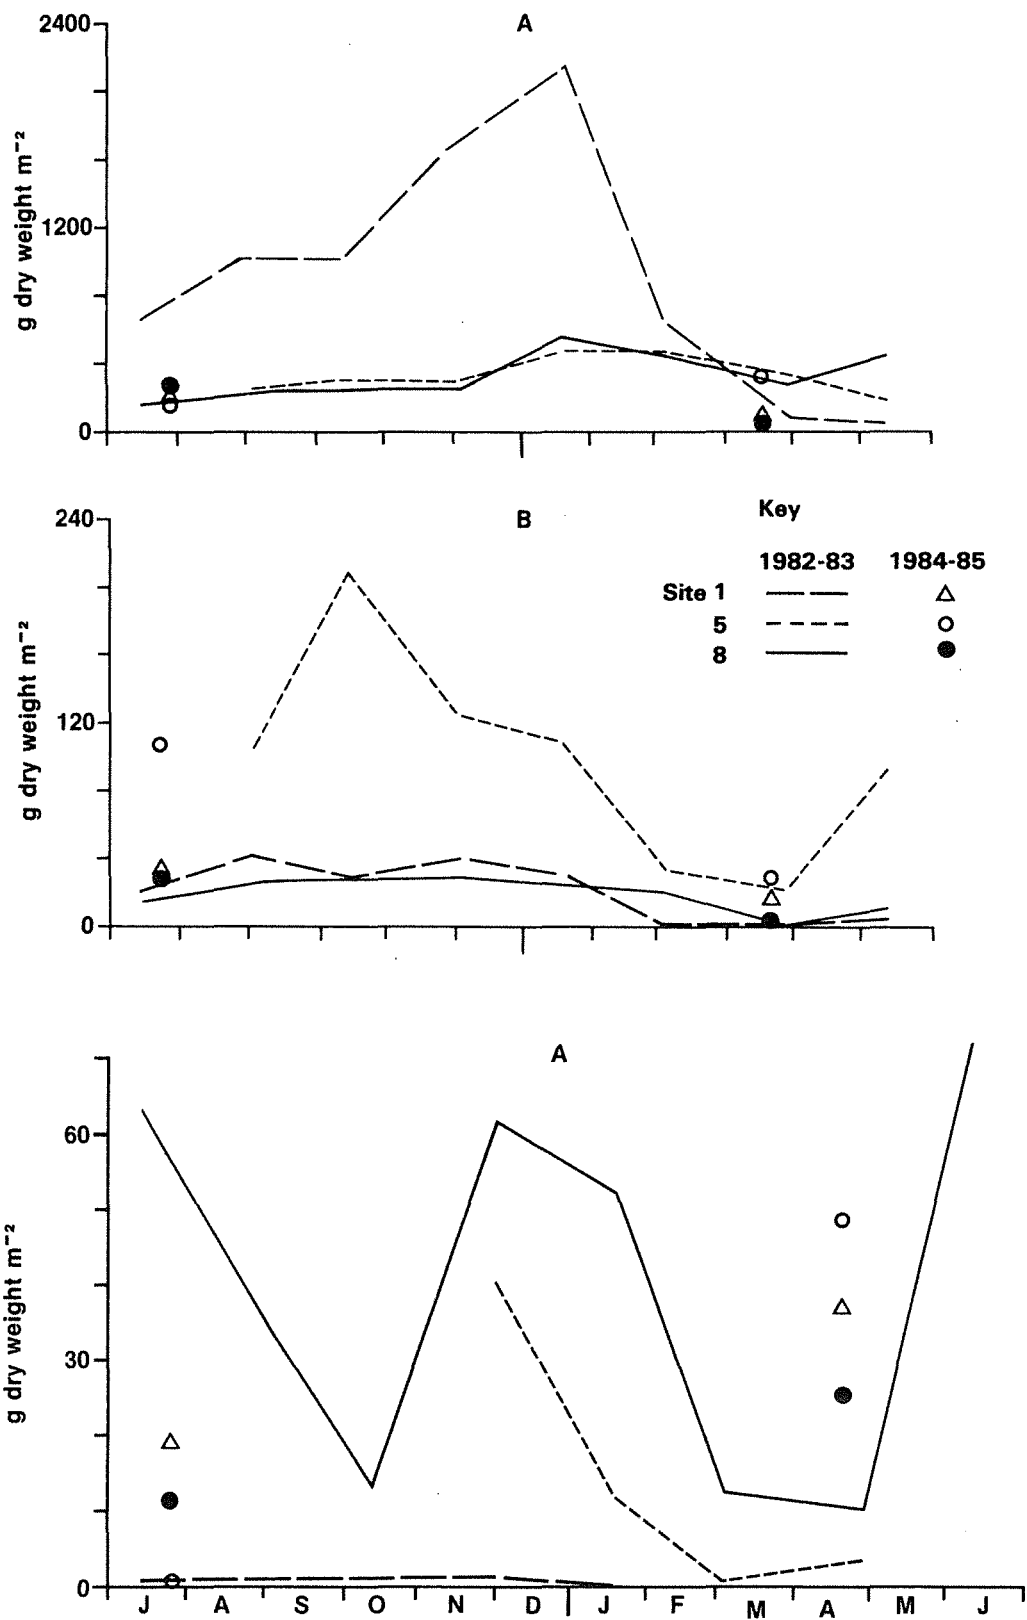 A
2400
1200
0
g dry weight m⁻²
B
240
120
0
g dry weight m⁻²
Key
1982-83 1984-85
Site 1
5
8
A
60
30
0
g dry weight m⁻²
J A S O N D J F M A M J